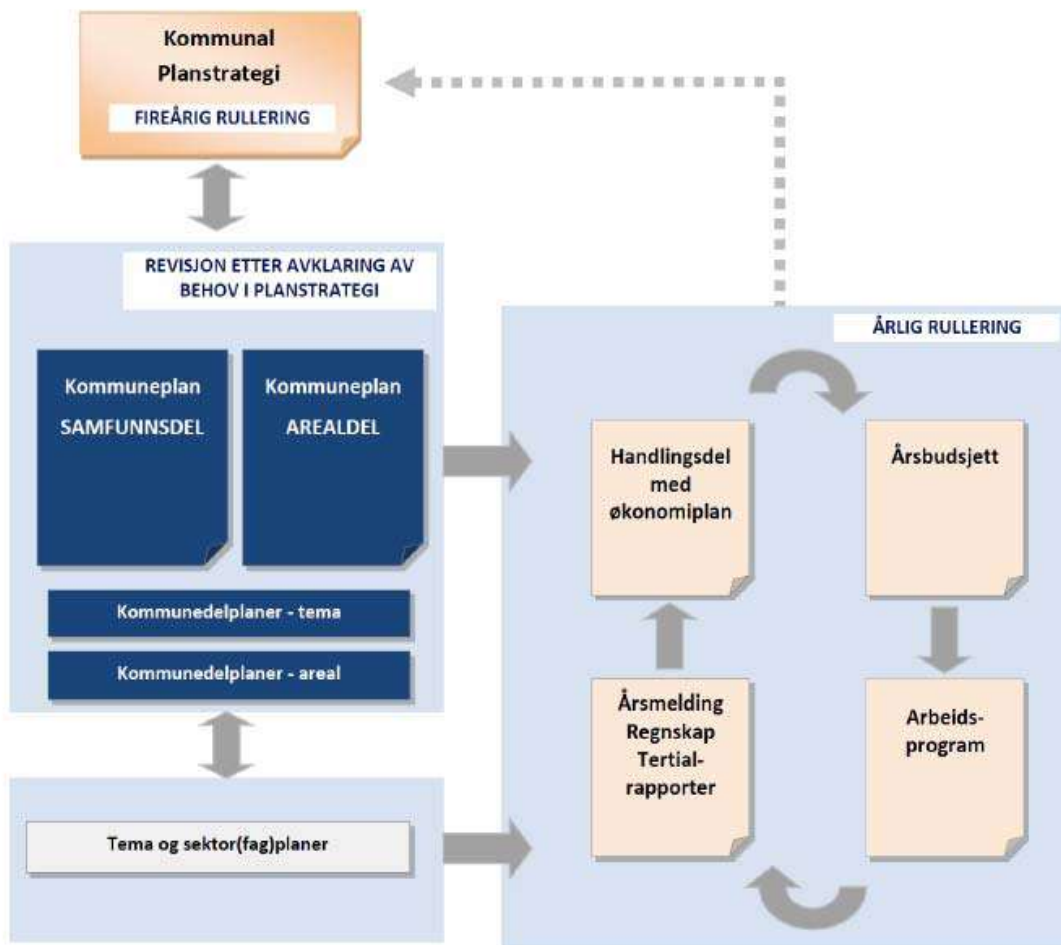 Kommunal
Planstrategi
FIREÅRIG RULLERING
REVISJON ETTER AVKLARING AV
BEHOV I PLANSTRATEGI
Kommuneplan
SAMFUNNSDEL
Kommuneplan
AREALDEL
Kommunedelplaner - tema
Kommunedelplaner - areal
Tema og sektor(fag)planer
ÅRLIG RULLERING
Handlingsdel
med
økonomiplan
Årsbudsjett
Årsmelding
Regnskap
Tertial-
rapporter
Arbeids-
program